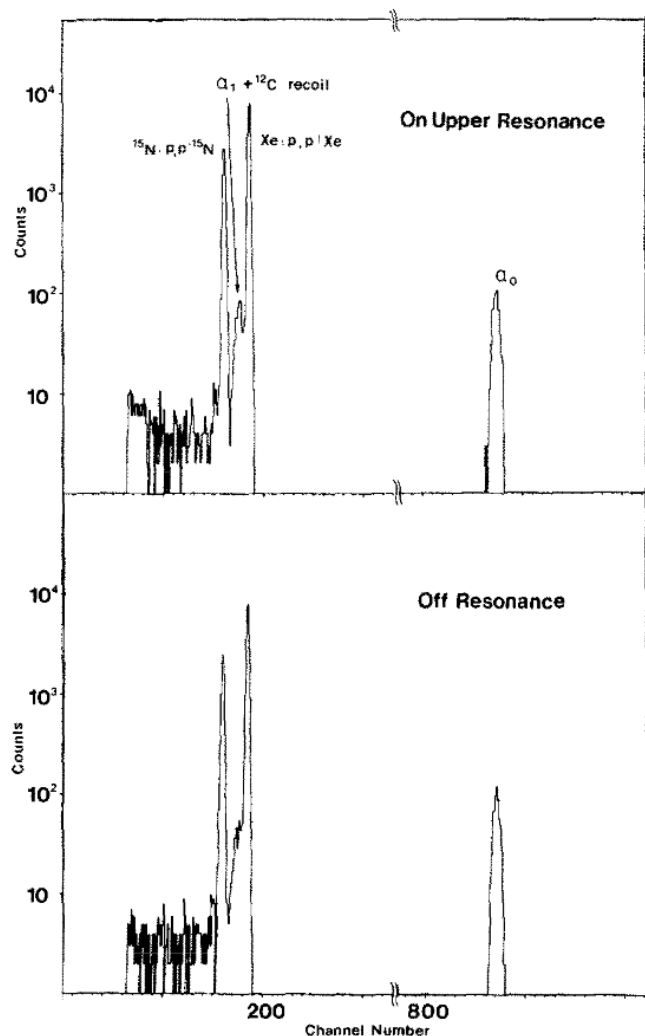 10⁴
10³
10²
10
Counts
α₁ + ¹²C recoil
¹⁵N(p,p)¹⁵N
Xe(p,p)Xe
On Upper Resonance
α₀
10⁴
10³
10²
10
Counts
Off Resonance
200
800
Channel Number